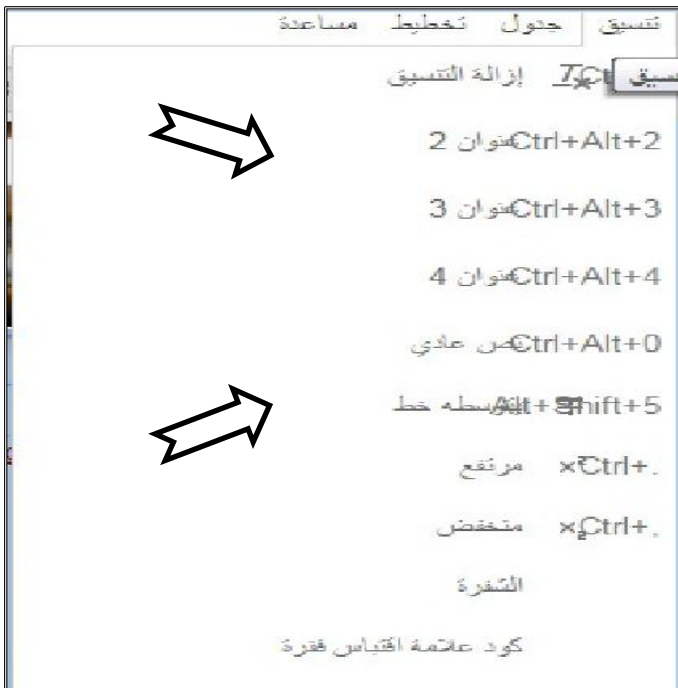 تنسيق جدول تخطيط مساعدة
إزالة التنسيق
عنوان 2 Ctrl+Alt+2
عنوان 3 Ctrl+Alt+3
عنوان 4 Ctrl+Alt+4
نص عادي Ctrl+Alt+0
يتوسطه خط Alt+Shift+5
مرتفع Ctrl+.
منخفض Ctrl+,
الشفرة
كود علامة اقتباس فقرة